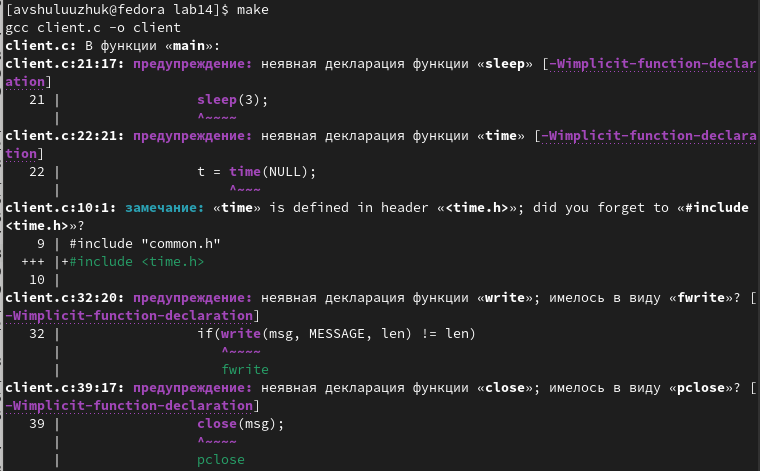 [avshuluuzhuk@fedora lab14]$ make
gcc client.c -o client
client.c: В функции «main»:
client.c:21:17: предупреждение: неявная декларация функции «sleep» [-Wimplicit-function-declar
ation]
   21 |                 sleep(3);
      |                 ^~~~~
client.c:22:21: предупреждение: неявная декларация функции «time» [-Wimplicit-function-declara
tion]
   22 |                 t = time(NULL);
      |                     ^~~~
client.c:10:1: замечание: «time» is defined in header «<time.h>»; did you forget to «#include
<time.h>»?
    9 | #include "common.h"
  +++ |+#include <time.h>
   10 |
client.c:32:20: предупреждение: неявная декларация функции «write»; имелось в виду «fwrite»? [
-Wimplicit-function-declaration]
   32 |                 if(write(msg, MESSAGE, len) != len)
      |                    ^~~~~
      |                    fwrite
client.c:39:17: предупреждение: неявная декларация функции «close»; имелось в виду «pclose»? [
-Wimplicit-function-declaration]
   39 |                 close(msg);
      |                 ^~~~~
      |                 pclose